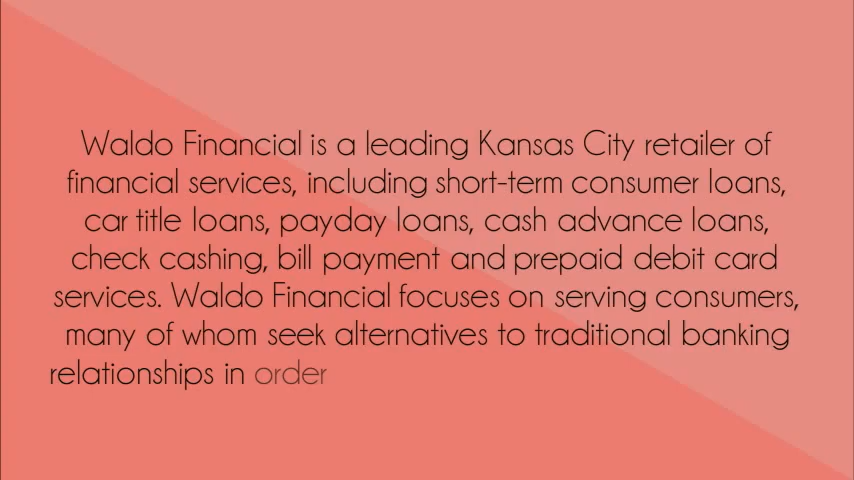 Waldo Financial is a leading Kansas City retailer of
financial services, including short-term consumer loans,
car title loans, payday loans, cash advance loans,
check cashing, bill payment and prepaid debit card
services. Waldo Financial focuses on serving consumers,
many of whom seek alternatives to traditional banking
relationships in order